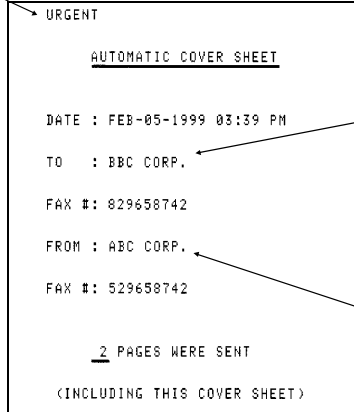 URGENT
AUTOMATIC COVER SHEET
DATE : FEB-05-1999 03:39 PM
TO : BBC CORP.
FAX #: 829658742
FROM : ABC CORP.
FAX #: 529658742
2 PAGES WERE SENT
(INCLUDING THIS COVER SHEET)